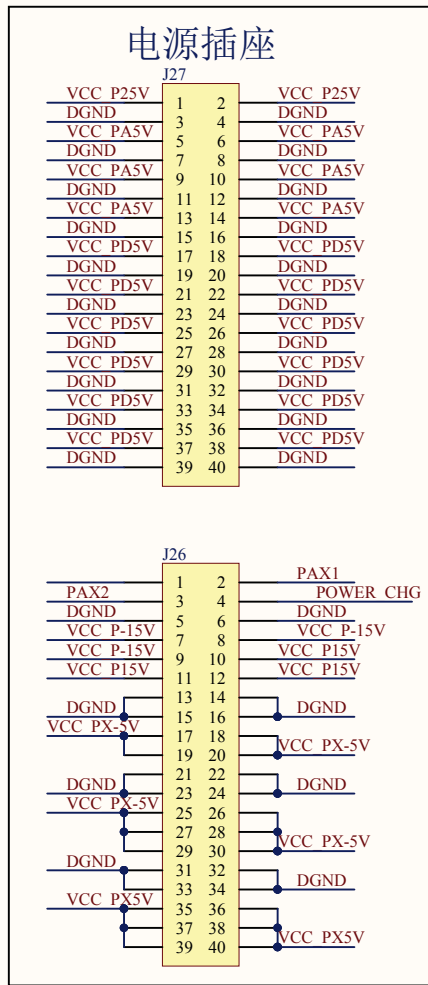 电源插座
J27
VCC_P25V 1 2 VCC_P25V
DGND 3 4 DGND
VCC_PA5V 5 6 VCC_PA5V
DGND 7 8 DGND
VCC_PA5V 9 10 VCC_PA5V
DGND 11 12 DGND
VCC_PA5V 13 14 VCC_PA5V
DGND 15 16 DGND
VCC_PD5V 17 18 VCC_PD5V
DGND 19 20 DGND
VCC_PD5V 21 22 VCC_PD5V
DGND 23 24 DGND
VCC_PD5V 25 26 VCC_PD5V
DGND 27 28 DGND
VCC_PD5V 29 30 VCC_PD5V
DGND 31 32 DGND
VCC_PD5V 33 34 VCC_PD5V
DGND 35 36 DGND
VCC_PD5V 37 38 VCC_PD5V
DGND 39 40 DGND
J26
1 2 PAX1
PAX2 3 4 POWER_CHG
DGND 5 6 DGND
VCC_P-15V 7 8 VCC_P-15V
VCC_P-15V 9 10 VCC_P15V
VCC_P15V 11 12 VCC_P15V
13 14
DGND 15 16 DGND
VCC_PX-5V 17 18
19 20 VCC_PX-5V
21 22
DGND 23 24 DGND
VCC_PX-5V 25 26
27 28
29 30 VCC_PX-5V
DGND 31 32
33 34 DGND
VCC_PX5V 35 36
37 38
39 40 VCC_PX5V